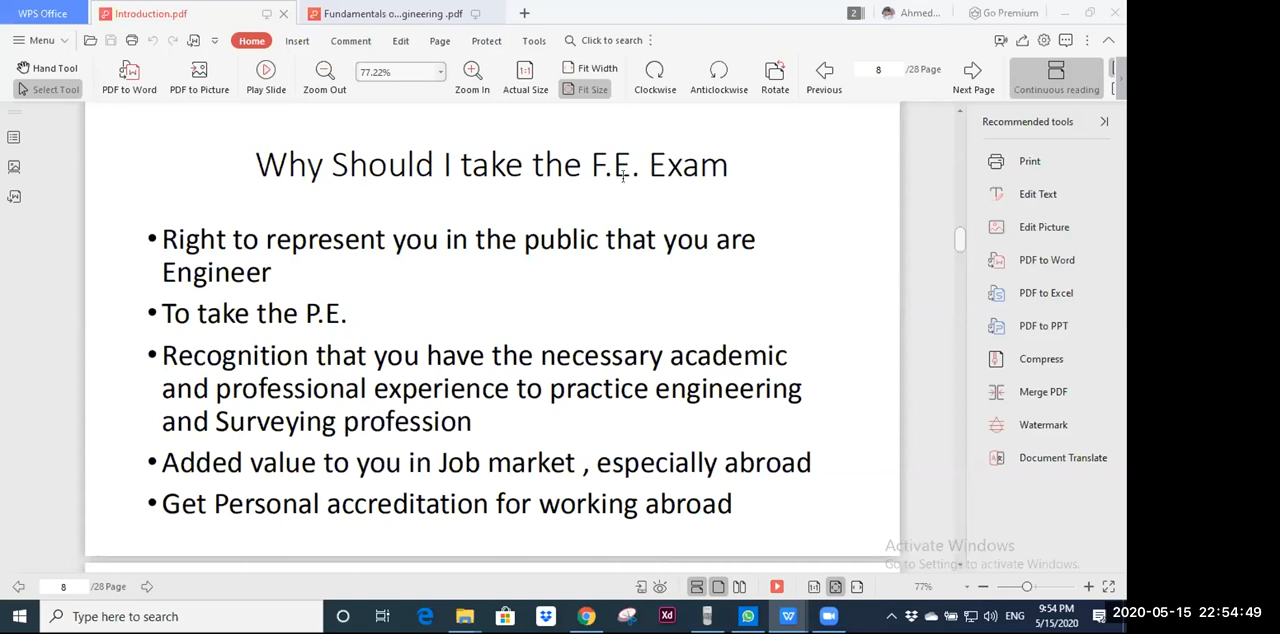 WPS Office
Introduction.pdf
Fundamentals o...gineering .pdf
2
Ahmed...
Go Premium
Menu
Home
Insert
Comment
Edit
Page
Protect
Tools
Click to search
Hand Tool
Select Tool
PDF to Word
PDF to Picture
Play Slide
Zoom Out
77.22%
Zoom In
Actual Size
Fit Width
Fit Size
Clockwise
Anticlockwise
Rotate
Previous
8
/28 Page
Next Page
Continuous reading
Why Should I take the F.E. Exam
•Right to represent you in the public that you are
Engineer
•To take the P.E.
•Recognition that you have the necessary academic
and professional experience to practice engineering
and Surveying profession
•Added value to you in Job market , especially abroad
•Get Personal accreditation for working abroad
Recommended tools
Print
Edit Text
Edit Picture
PDF to Word
PDF to Excel
PDF to PPT
Compress
Merge PDF
Watermark
Document Translate
Activate Windows
Go to Settings to activate Windows.
8
/28 Page
77%
Type here to search
Xd
ENG
9:54 PM
5/15/2020
2020-05-15 22:54:49